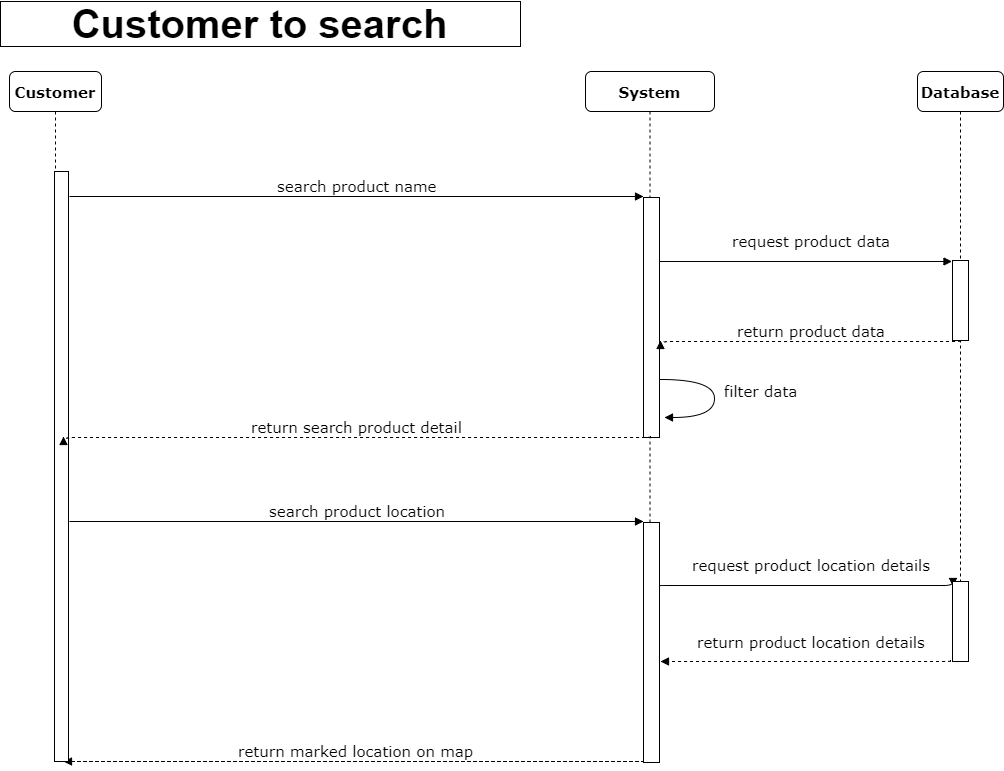 Customer to search
Customer
System
Database
search product name
request product data
return product data
filter data
return search product detail
search product location
request product location details
return product location details
return marked location on map